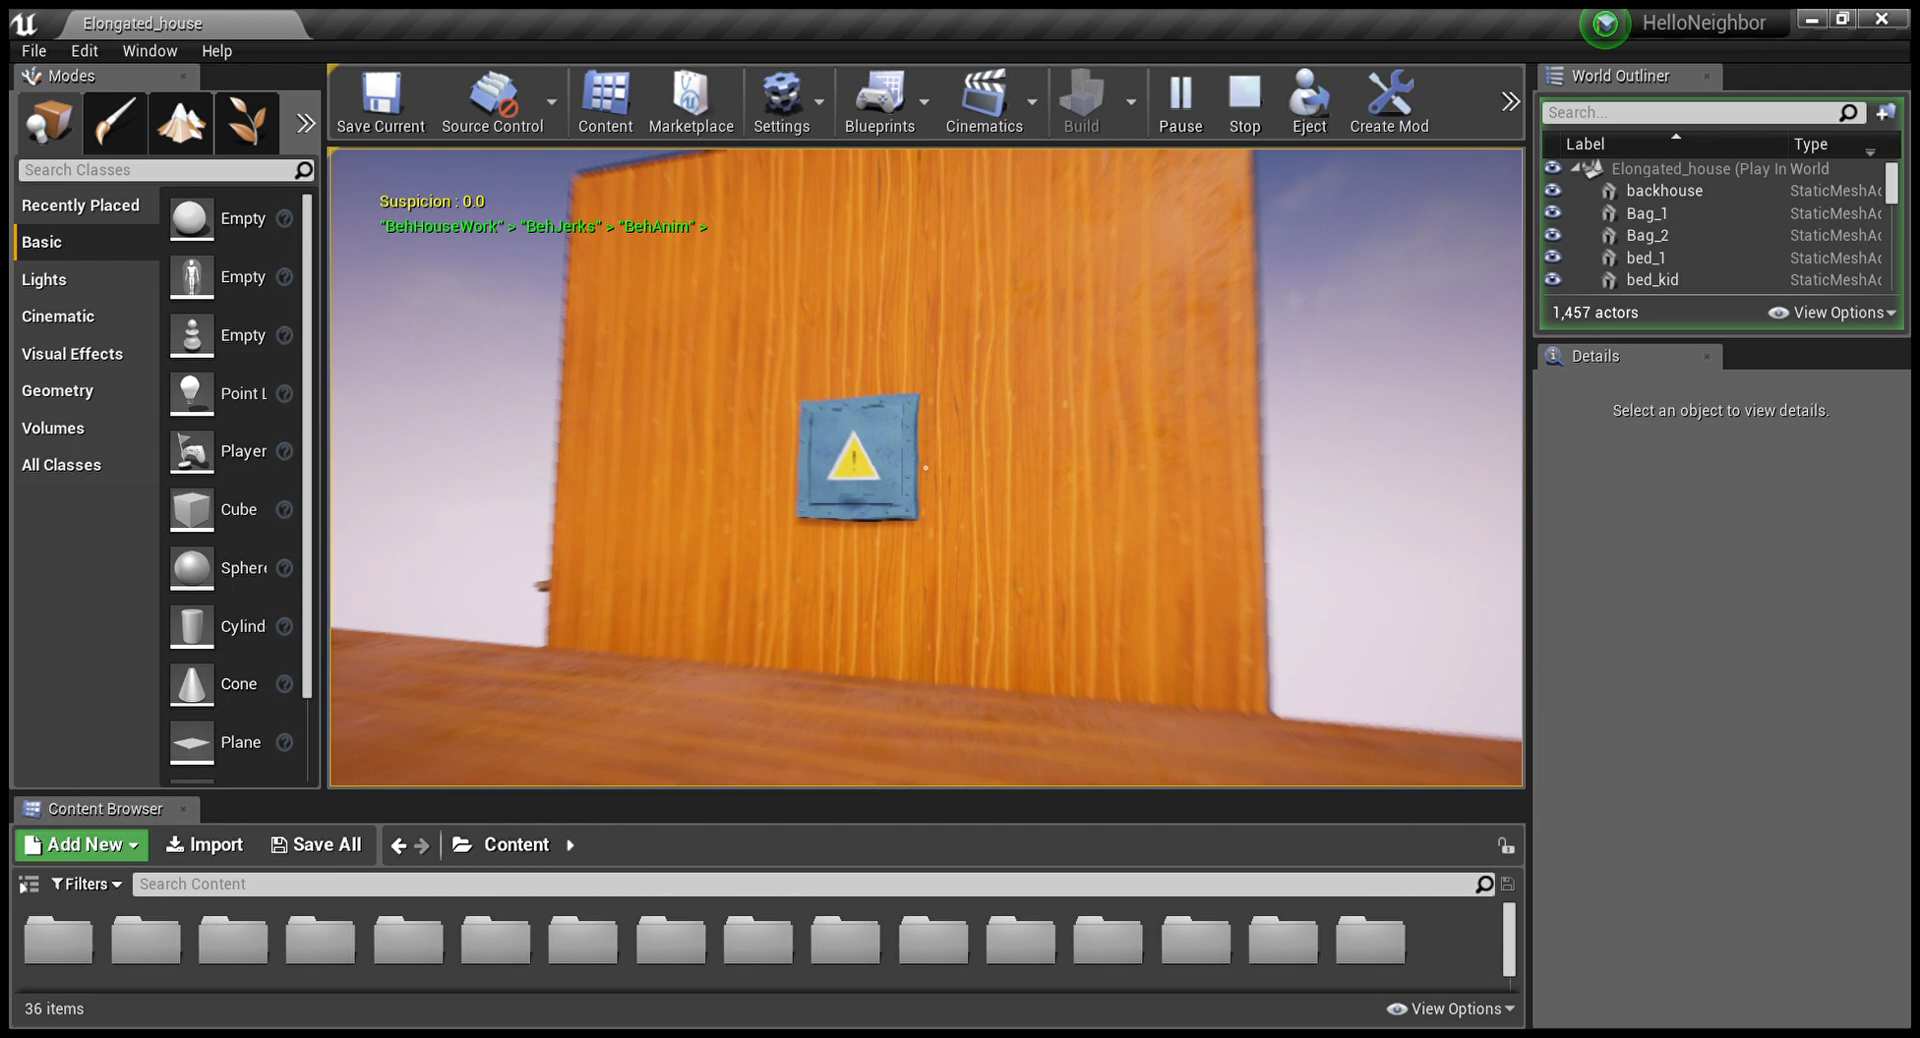 Elongated_house
HelloNeighbor
File Edit Window Help
Modes
Search Classes
Recently Placed
Basic
Lights
Cinematic
Visual Effects
Geometry
Volumes
All Classes
Empty
Empty
Empty
Point L
Player
Cube
Sphere
Cylind
Cone
Plane
Save Current
Source Control
Content
Marketplace
Settings
Blueprints
Cinematics
Build
Pause
Stop
Eject
Create Mod
Suspicion : 0.0
"BehHouseWork" > "BehJerks" > "BehAnim" >
World Outliner
Search...
Label Type
Elongated_house (Play In World
backhouse StaticMeshAc
Bag_1 StaticMeshAc
Bag_2 StaticMeshAc
bed_1 StaticMeshAc
bed_kid StaticMeshAc
1,457 actors View Options
Details
Select an object to view details.
Content Browser
Add New Import Save All Content
Filters Search Content
36 items View Options